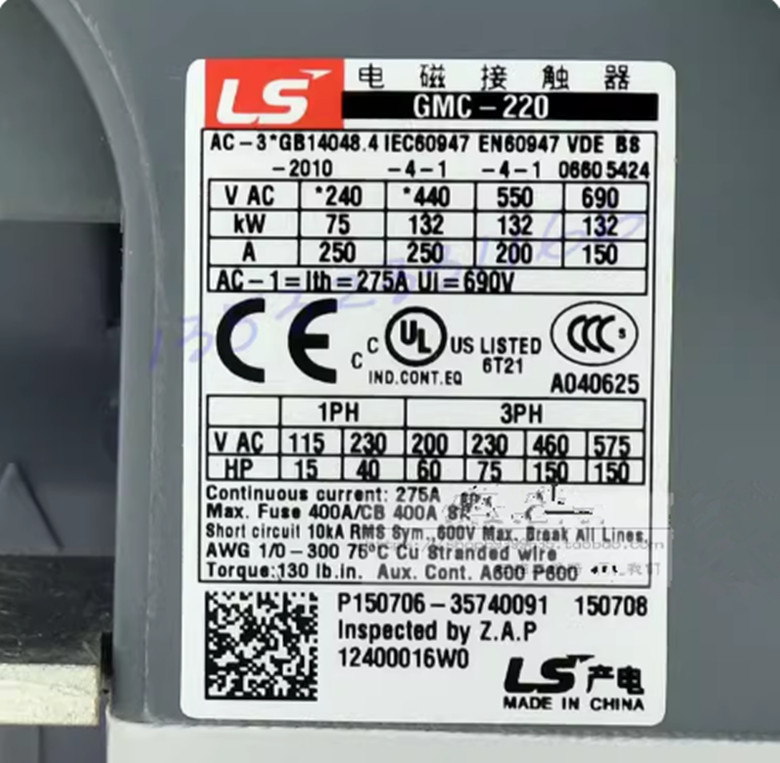 LS 电磁接触器
GMC-220
AC-3*GB14048.4 IEC60947 EN60947 VDE BS
-2010 -4-1 -4-1 0660 5424
V AC *240 *440 550 690
kW 75 132 132 132
A 250 250 200 150
AC-1=Ith=275A Ui=690V
CE C UL US LISTED CCC S
C 6T21
IND.CONT.EQ A040625
1PH 3PH
V AC 115 230 200 230 460 575
HP 15 40 60 75 150 150
Continuous current: 275A
Max. Fuse 400A/CB 400A
Short circuit 10kA RMS Sym.,600V Max. Break All Lines,
AWG 1/0-300 75°C Cu Stranded wire
Torque:130 lb.in. Aux. Cont. A600 P600
P150706-35740091 150708
Inspected by Z.A.P
12400016W0
LS产电
MADE IN CHINA